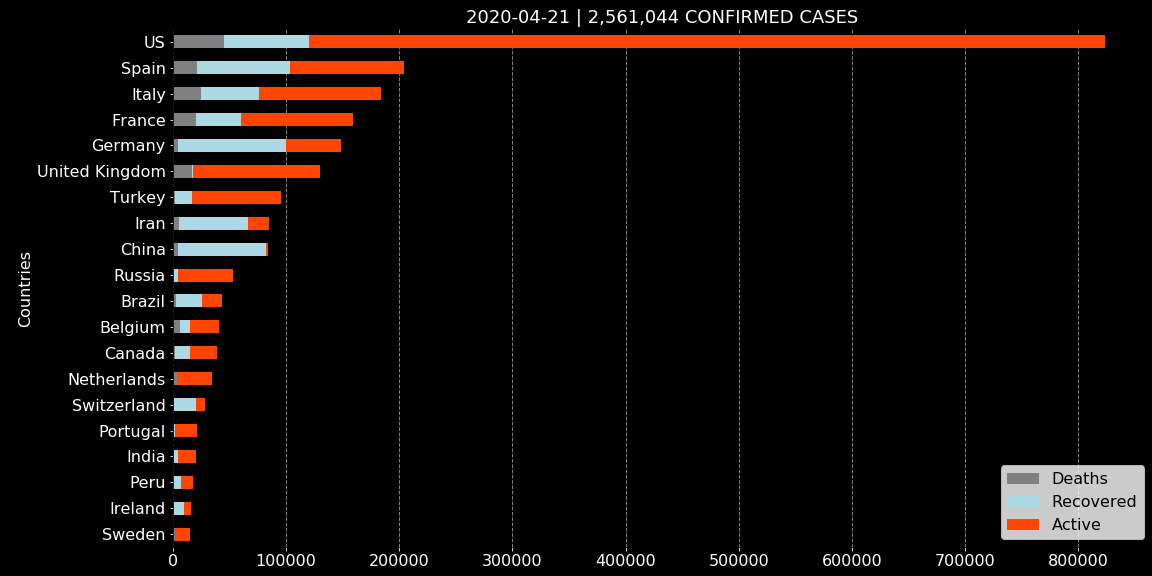 2020-04-21 | 2,561,044 CONFIRMED CASES
US
Spain
Italy
France
Germany
United Kingdom
Turkey
Iran
China
Russia
Brazil
Belgium
Canada
Netherlands
Switzerland
Portugal
India
Peru
Ireland
Sweden
Countries
0 100000 200000 300000 400000 500000 600000 700000 800000
Deaths
Recovered
Active